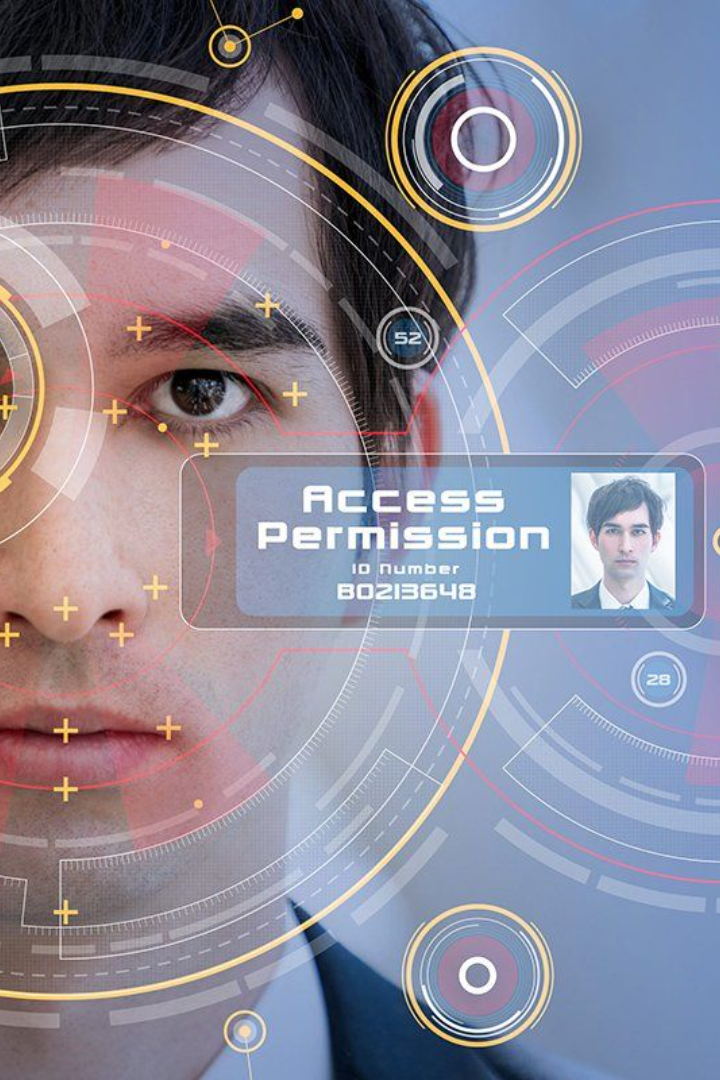 52
Access
Permission
ID Number
B0213648
28